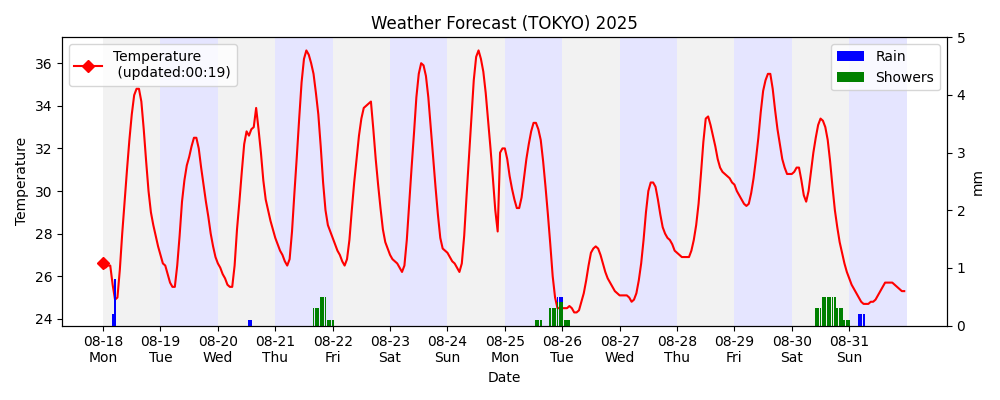 Weather Forecast (TOKYO) 2025
Temperature
(updated:00:19)
Rain
Showers
Temperature
36
34
32
30
28
26
24
5
4
3
2
1
0
mm
08-18 08-19 08-20 08-21 08-22 08-23 08-24 08-25 08-26 08-27 08-28 08-29 08-30 08-31
Mon Tue Wed Thu Fri Sat Sun Mon Tue Wed Thu Fri Sat Sun
Date